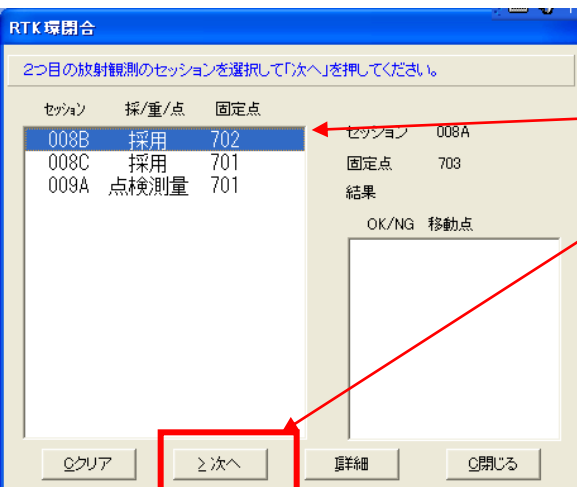 RTK環閉合
2つ目の放射観測のセッションを選択して「次へ」を押してください。
セッション 採/重/点 固定点
008B 採用 702
008C 採用 701
009A 点検測量 701
セッション 008A
固定点 703
結果
OK/NG 移動点
Cクリア
>次へ
詳細
C閉じる